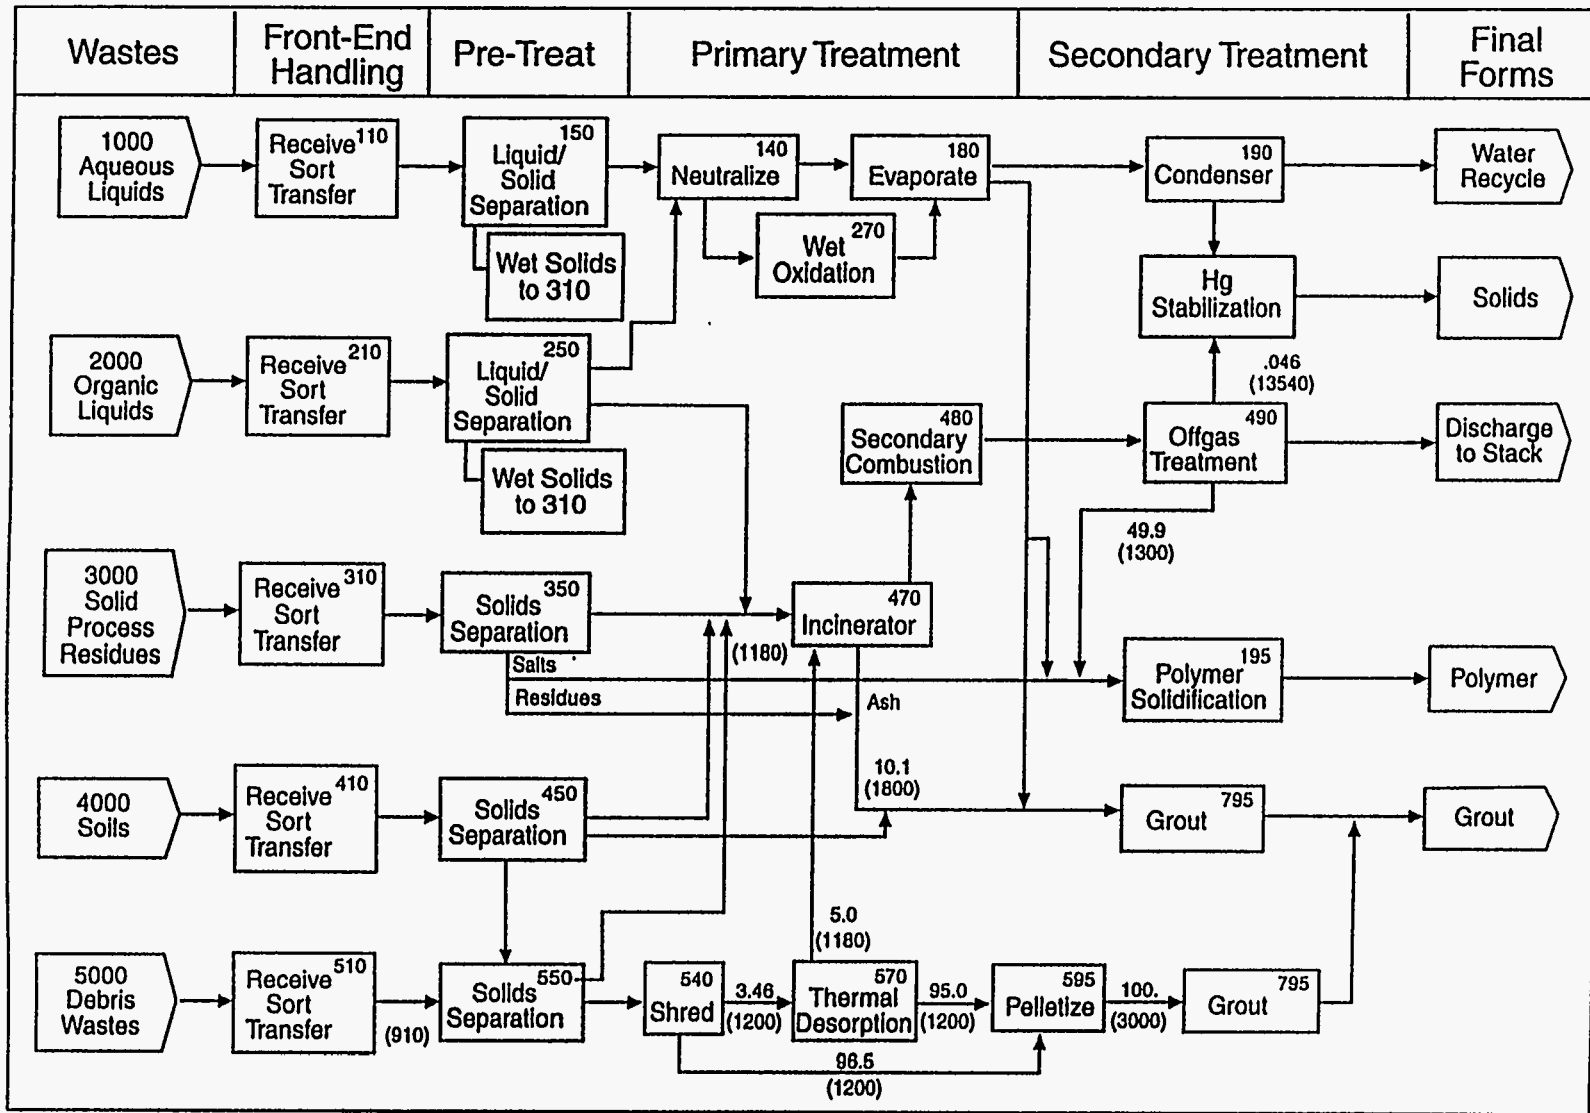 Wastes
Front-End
Handling
Pre-Treat
Primary Treatment
Secondary Treatment
Final
Forms
1000
Aqueous
Liquids
110
Receive
Sort
Transfer
150
Liquid/
Solid
Separation
Wet Solids
to 310
140
Neutralize
180
Evaporate
270
Wet
Oxidation
190
Condenser
Water
Recycle
Hg
Stabilization
Solids
2000
Organic
Liquids
210
Receive
Sort
Transfer
250
Liquid/
Solid
Separation
Wet Solids
to 310
480
Secondary
Combustion
.046
(13540)
490
Offgas
Treatment
Discharge
to Stack
49.9
(1300)
3000
Solid
Process
Residues
310
Receive
Sort
Transfer
350
Solids
Separation
Salts
Residues
(1180)
470
Incinerator
Ash
195
Polymer
Solidification
Polymer
4000
Soils
410
Receive
Sort
Transfer
450
Solids
Separation
10.1
(1800)
795
Grout
Grout
5000
Debris
Wastes
510
Receive
Sort
Transfer
(910)
550
Solids
Separation
540
Shred
3.46
(1200)
5.0
(1180)
570
Thermal
Desorption
95.0
(1200)
595
Pelletize
100.
(3000)
795
Grout
96.5
(1200)